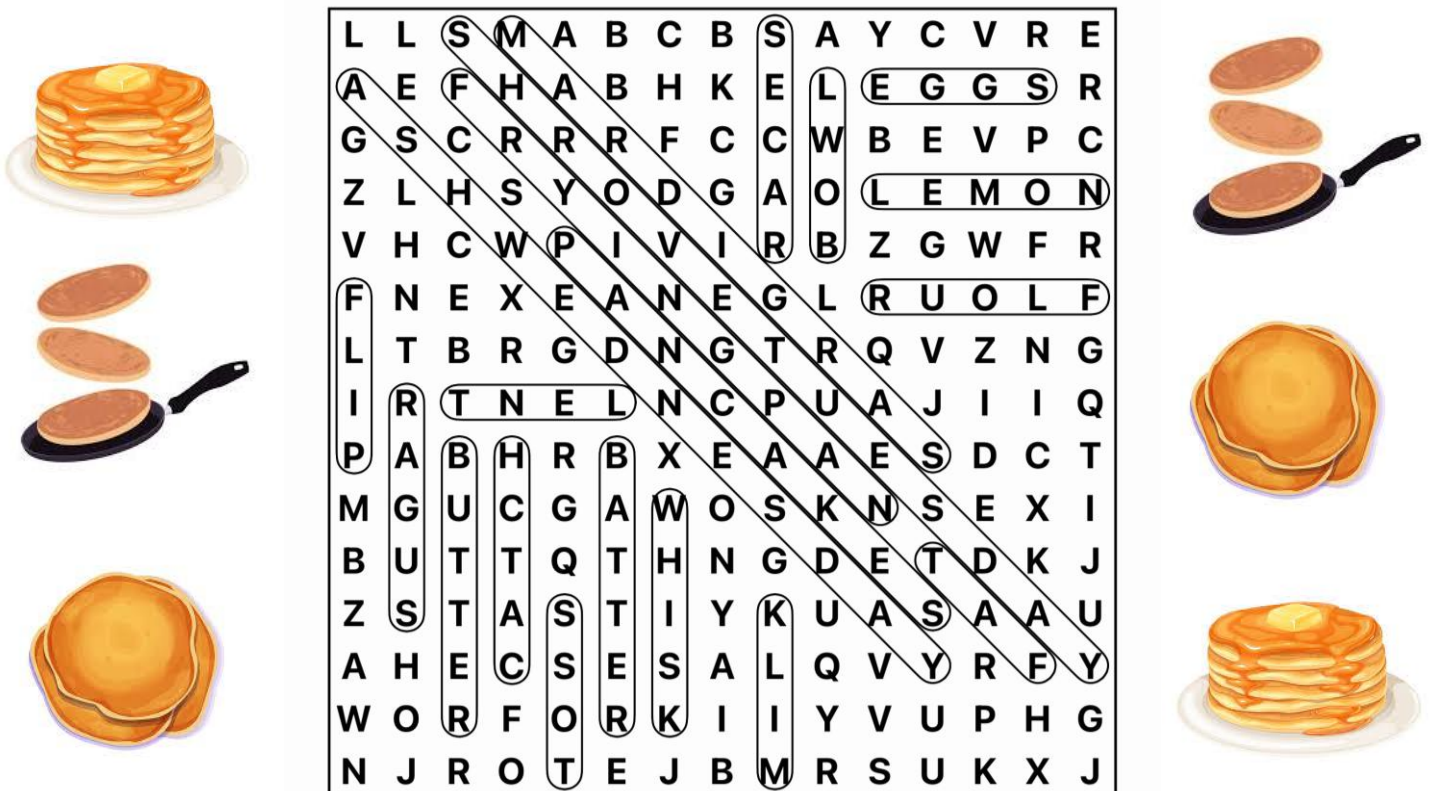 L L S M A B C B S A Y C V R E
A E F H A B H K E L E G G S R
G S C R R R F C C W B E V P C
Z L H S Y O D G A O L E M O N
V H C W P I V I R B Z G W F R
F N E X E A N E G L R U O L F
L T B R G D N G T R Q V Z N G
I R T N E L N C P U A J I I Q
P A B H R B X E A A E S D C T
M G U C G A W O S K N S E X I
B U T T Q T H N G D E T D K J
Z S T A S T I Y K U A S A A U
A H E C S E S A L Q V Y R F Y
W O R F O R K I I Y V U P H G
N J R O T E J B M R S U K X J